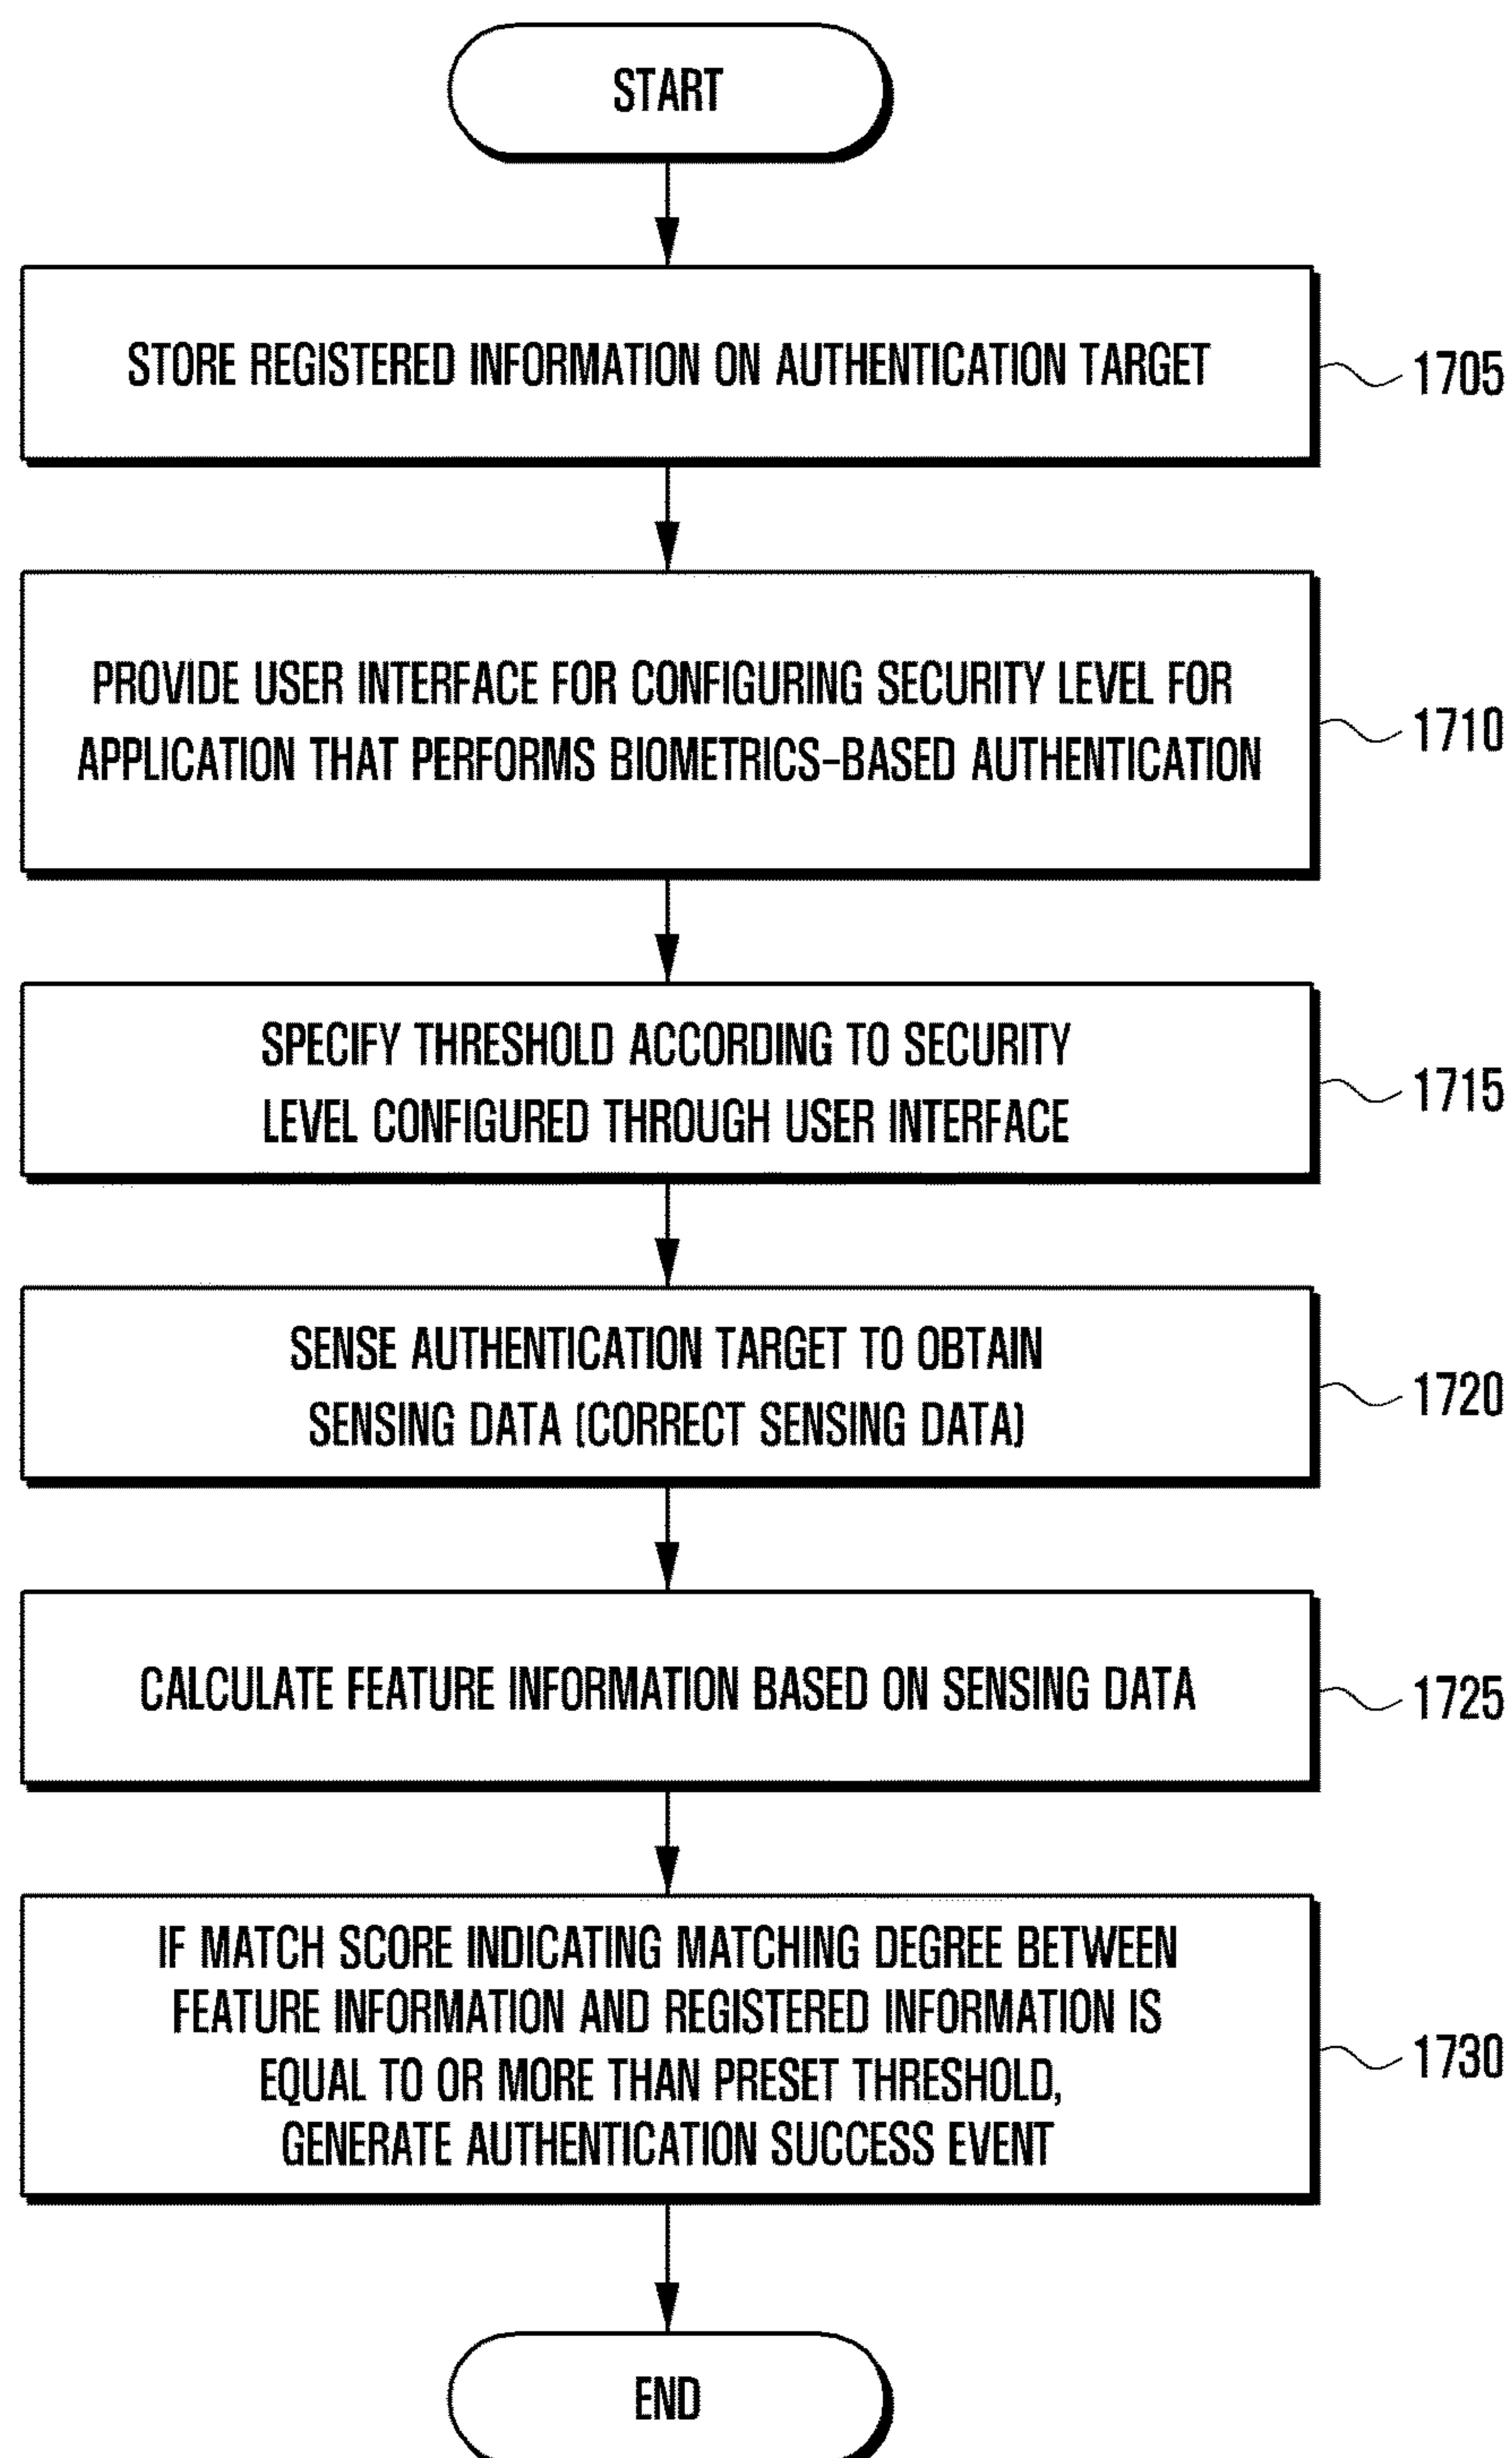 START
STORE REGISTERED INFORMATION ON AUTHENTICATION TARGET
1705
PROVIDE USER INTERFACE FOR CONFIGURING SECURITY LEVEL FOR
APPLICATION THAT PERFORMS BIOMETRICS-BASED AUTHENTICATION
1710
SPECIFY THRESHOLD ACCORDING TO SECURITY
LEVEL CONFIGURED THROUGH USER INTERFACE
1715
SENSE AUTHENTICATION TARGET TO OBTAIN
SENSING DATA (CORRECT SENSING DATA)
1720
CALCULATE FEATURE INFORMATION BASED ON SENSING DATA
1725
IF MATCH SCORE INDICATING MATCHING DEGREE BETWEEN
FEATURE INFORMATION AND REGISTERED INFORMATION IS
EQUAL TO OR MORE THAN PRESET THRESHOLD,
GENERATE AUTHENTICATION SUCCESS EVENT
1730
END